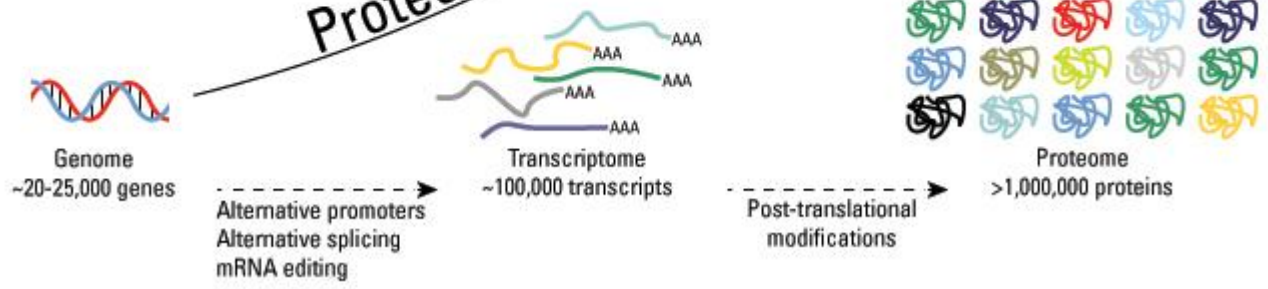 AAA
AAA
AAA
AAA
AAA
Genome
~20-25,000 genes
Transcriptome
~100,000 transcripts
Proteome
>1,000,000 proteins
Alternative promoters
Alternative splicing
mRNA editing
Post-translational
modifications